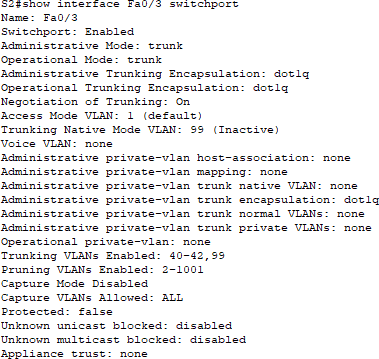 S2#show interface Fa0/3 switchport
Name: Fa0/3
Switchport: Enabled
Administrative Mode: trunk
Operational Mode: trunk
Administrative Trunking Encapsulation: dot1q
Operational Trunking Encapsulation: dot1q
Negotiation of Trunking: On
Access Mode VLAN: 1 (default)
Trunking Native Mode VLAN: 99 (Inactive)
Voice VLAN: none
Administrative private-vlan host-association: none
Administrative private-vlan mapping: none
Administrative private-vlan trunk native VLAN: none
Administrative private-vlan trunk encapsulation: dot1q
Administrative private-vlan trunk normal VLANs: none
Administrative private-vlan trunk private VLANs: none
Operational private-vlan: none
Trunking VLANs Enabled: 40-42,99
Pruning VLANs Enabled: 2-1001
Capture Mode Disabled
Capture VLANs Allowed: ALL
Protected: false
Unknown unicast blocked: disabled
Unknown multicast blocked: disabled
Appliance trust: none